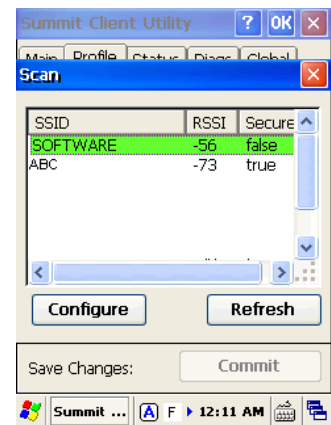 Summit Client Utility ? OK
Main Profile Status Diags Global
Scan
SSID RSSI Secure
SOFTWARE -56 false
ABC -73 true
Configure Refresh
Save Changes: Commit
Summit ... A F 12:11 AM